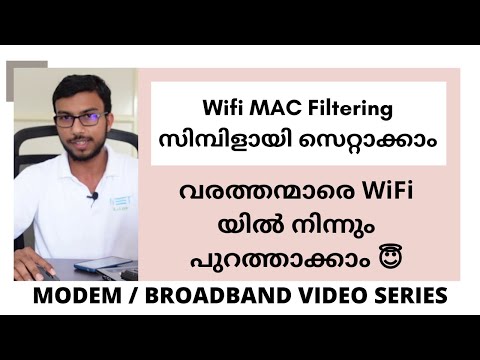 Wifi MAC Filtering
സിമ്പിളായി സെറ്റാക്കാം
വരത്തന്മാരെ WiFi
യിൽ നിന്നും
പുറത്താക്കാം 😇
MODEM / BROADBAND VIDEO SERIES